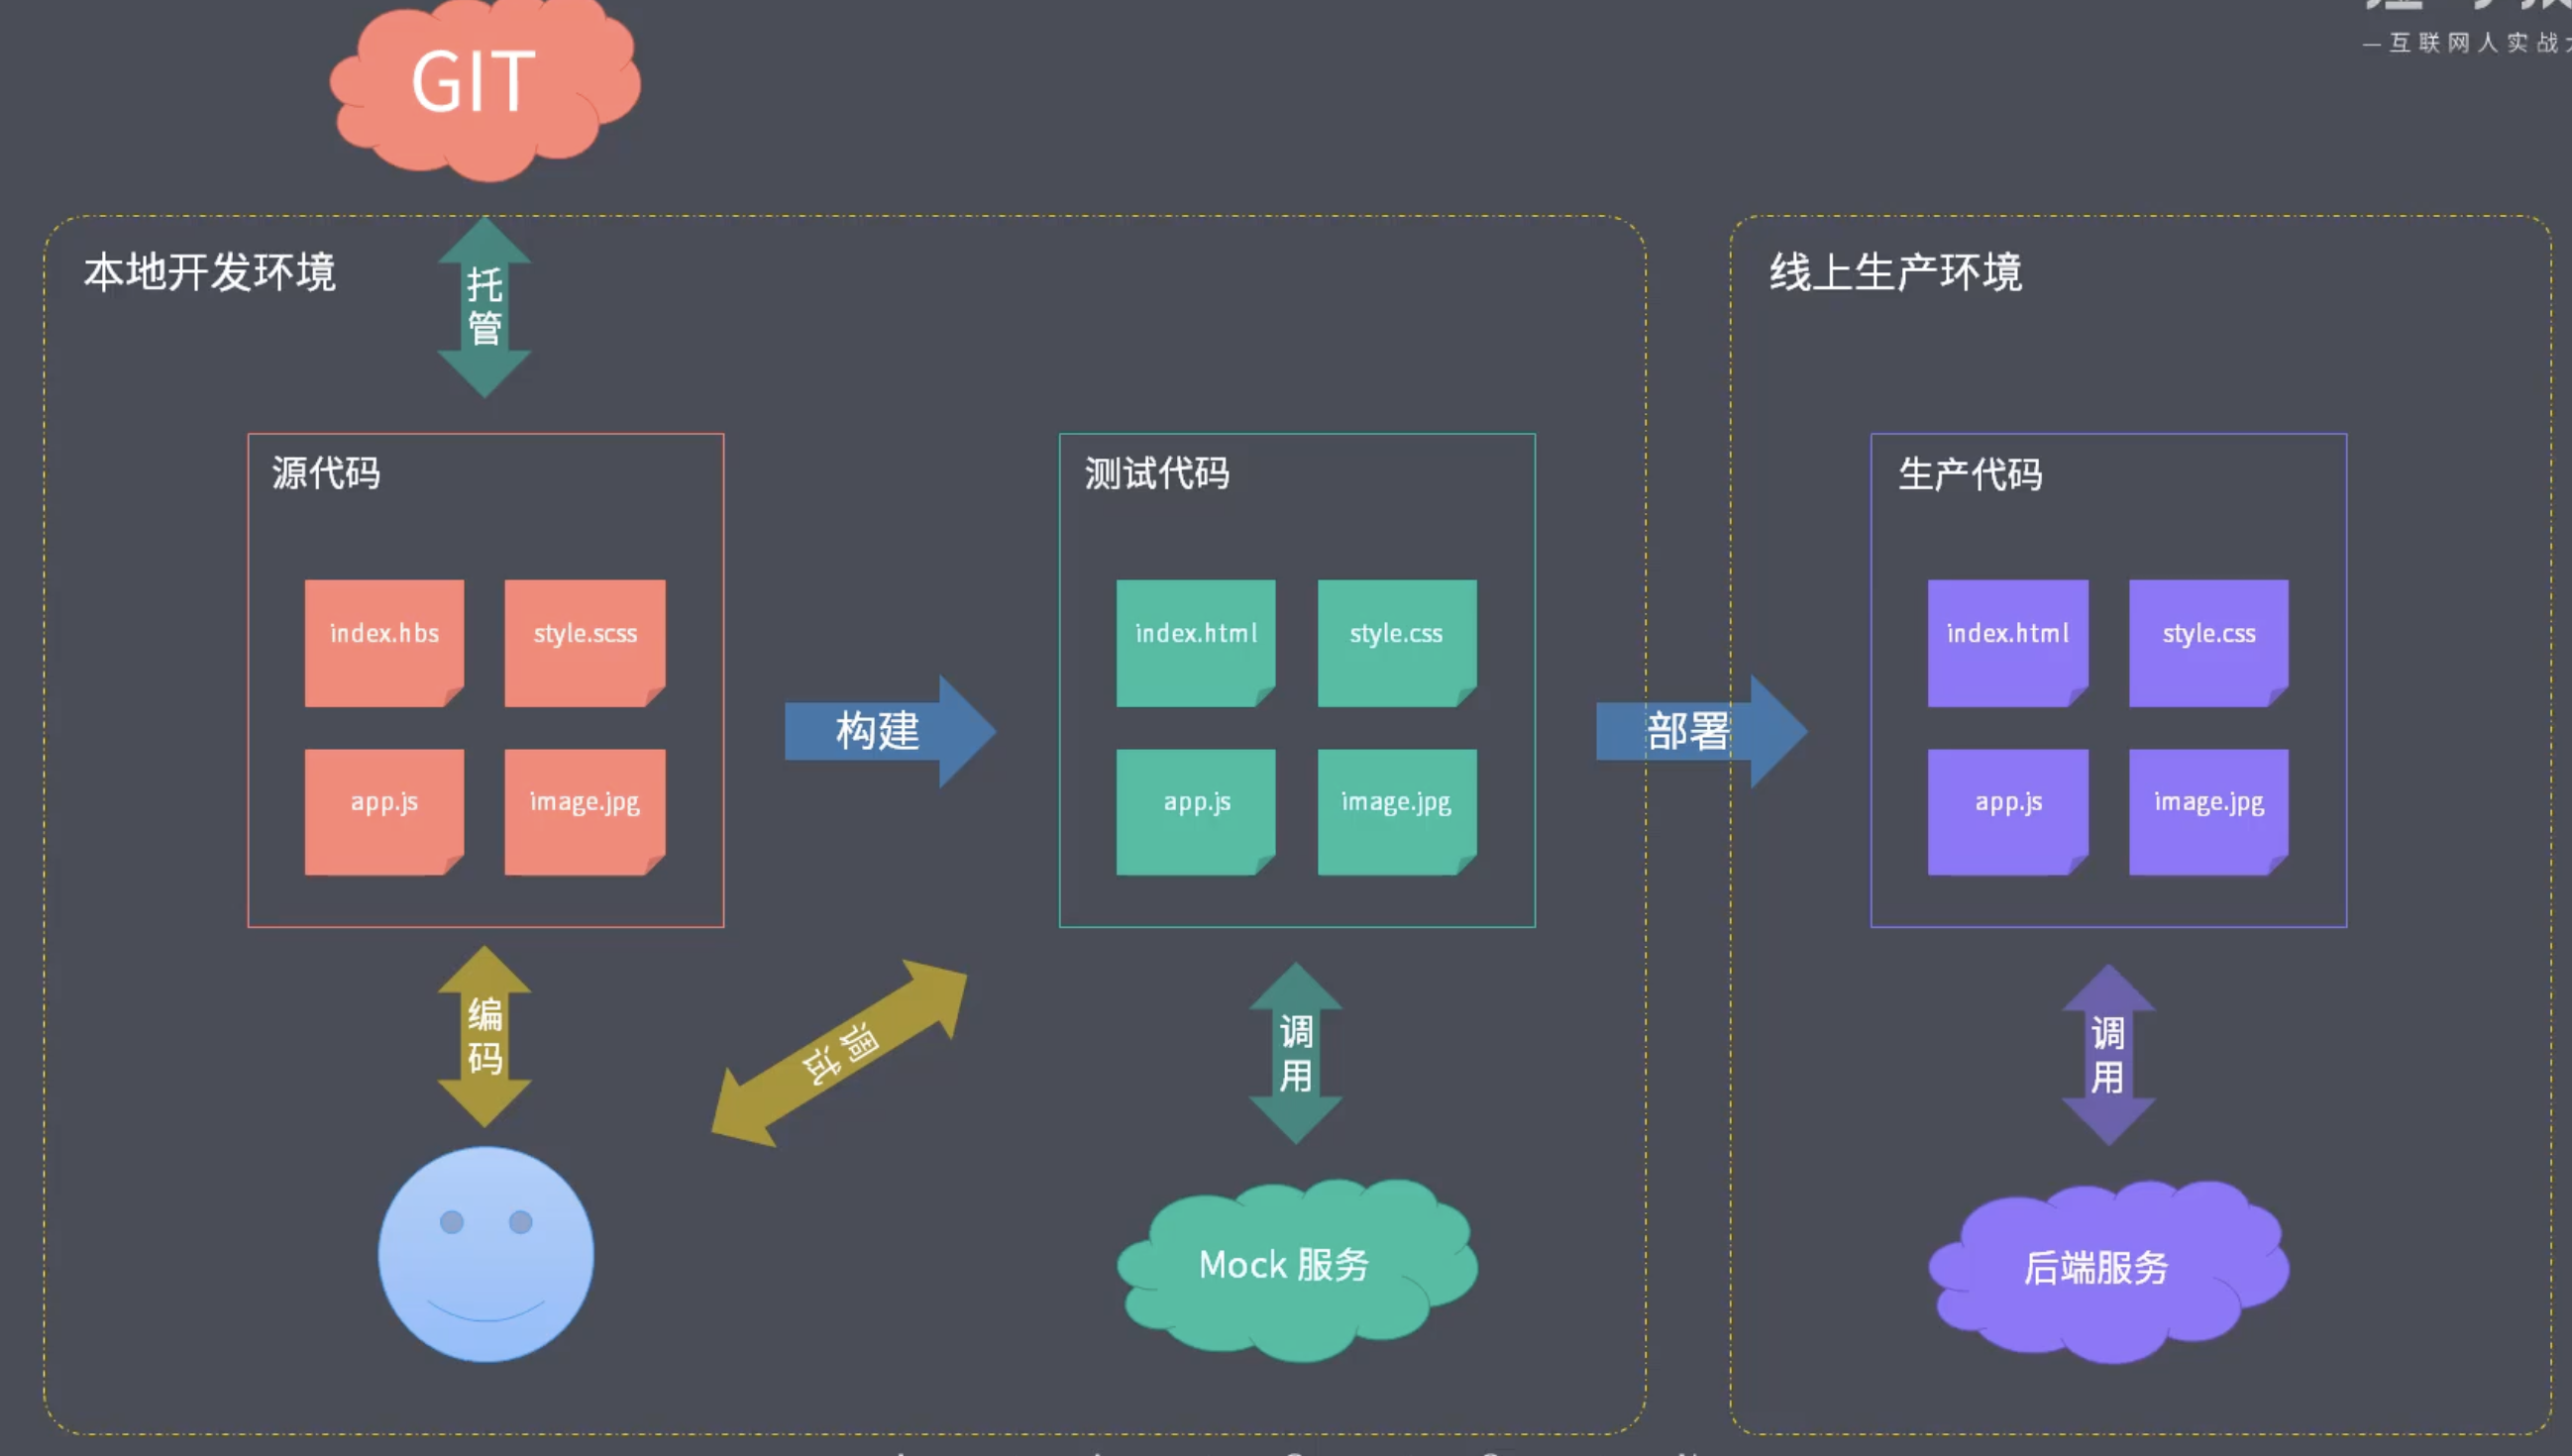 GIT
— 互 联 网 人 实 战
本地开发环境
托
管
线上生产环境
源代码
index.hbs
style.scss
app.js
image.jpg
构建
测试代码
index.html
style.css
app.js
image.jpg
部署
生产代码
index.html
style.css
app.js
image.jpg
编
码
调
试
调
用
调
用
Mock 服务
后端服务